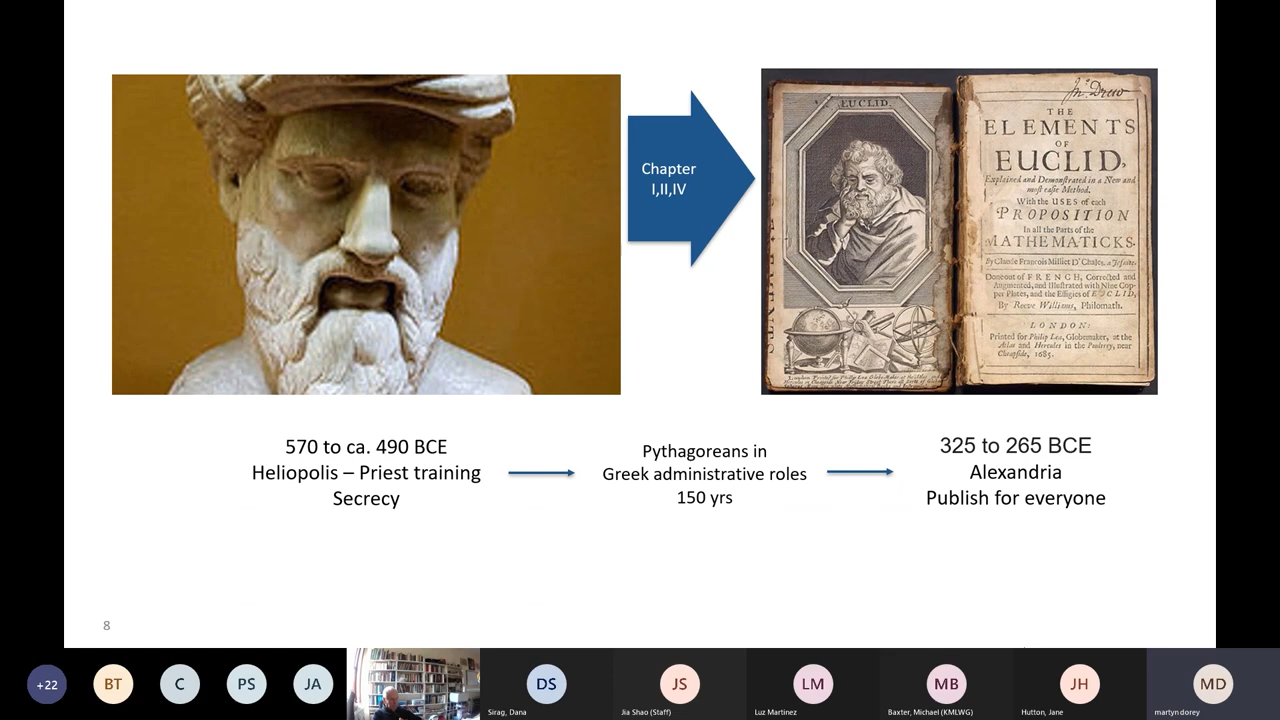 EUCLID.
Jn. Drew
THE
ELEMENTS
OF
EUCLID,
Explained and Demonstrated in a New and
most easie Method.
With the USES of each
PROPOSITION
In all the Parts of the
MATHEMATICKS.
By Claude Francois Milliet D'Chales, a Jesuite.
Done out of FRENCH, Corrected and
Augmented, and Illustrated with Nine Cop-
per Plates, and the Effigies of EUCLID,
By Reeve Williams, Philomath.
LONDON:
Printed for Philip Lea, Globemaker, at the
Atlas and Hercules in the Poultrey, near
Cheapside, 1685.
Chapter
I,II,IV
570 to ca. 490 BCE
Heliopolis – Priest training
Secrecy
Pythagoreans in
Greek administrative roles
150 yrs
325 to 265 BCE
Alexandria
Publish for everyone
8
+22
BT
C
PS
JA
DS
Sirag, Dana
JS
Jia Shao (Staff)
LM
Luz Martinez
MB
Baxter, Michael (KMLWG)
JH
Hutton, Jane
MD
martyn dorey